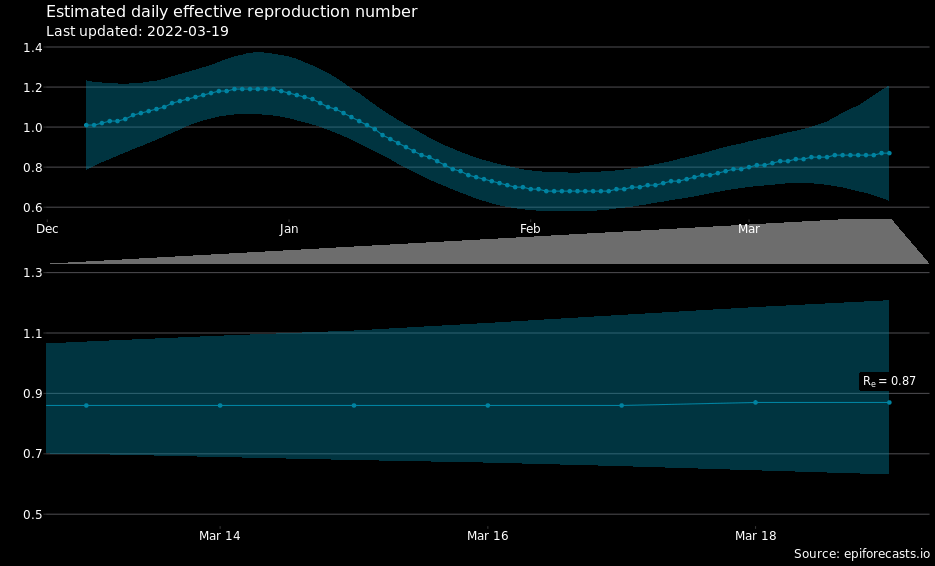 Estimated daily effective reproduction number
Last updated: 2022-03-19
1.4
1.2
1.0
0.8
0.6
Dec Jan Feb Mar
1.3
1.1
0.9
0.7
0.5
Re = 0.87
Mar 14 Mar 16 Mar 18
Source: epiforecasts.io